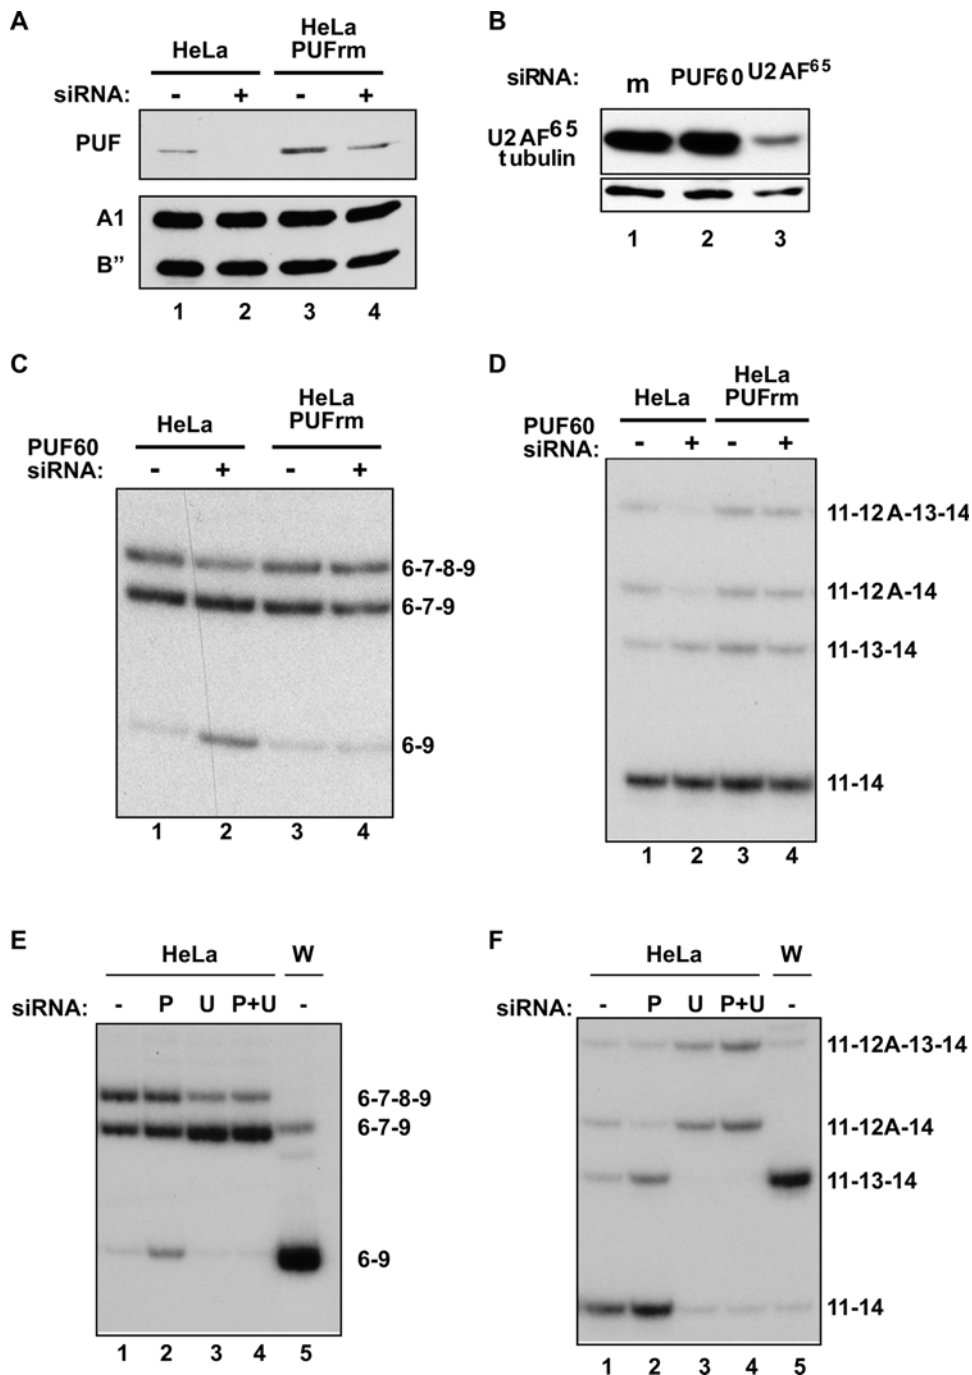 A
HeLa
HeLa
PUFrm
siRNA: - + - +
PUF
A1
B”
1 2 3 4
B
siRNA: m PUF60 U2AF65
U2AF65
tubulin
1 2 3
C
HeLa
HeLa
PUFrm
PUF60
siRNA: - + - +
6-7-8-9
6-7-9
6-9
1 2 3 4
D
HeLa
HeLa
PUFrm
PUF60
siRNA: - + - +
11-12A-13-14
11-12A-14
11-13-14
11-14
1 2 3 4
E
HeLa W
siRNA: - P U P+U -
6-7-8-9
6-7-9
6-9
1 2 3 4 5
F
HeLa W
siRNA: - P U P+U -
11-12A-13-14
11-12A-14
11-13-14
11-14
1 2 3 4 5